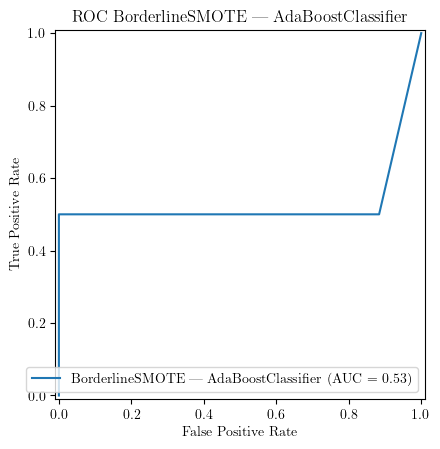 ROC BorderlineSMOTE — AdaBoostClassifier
1.0
0.8
0.6
0.4
0.2
0.0
True Positive Rate
BorderlineSMOTE — AdaBoostClassifier (AUC = 0.53)
0.0 0.2 0.4 0.6 0.8 1.0
False Positive Rate